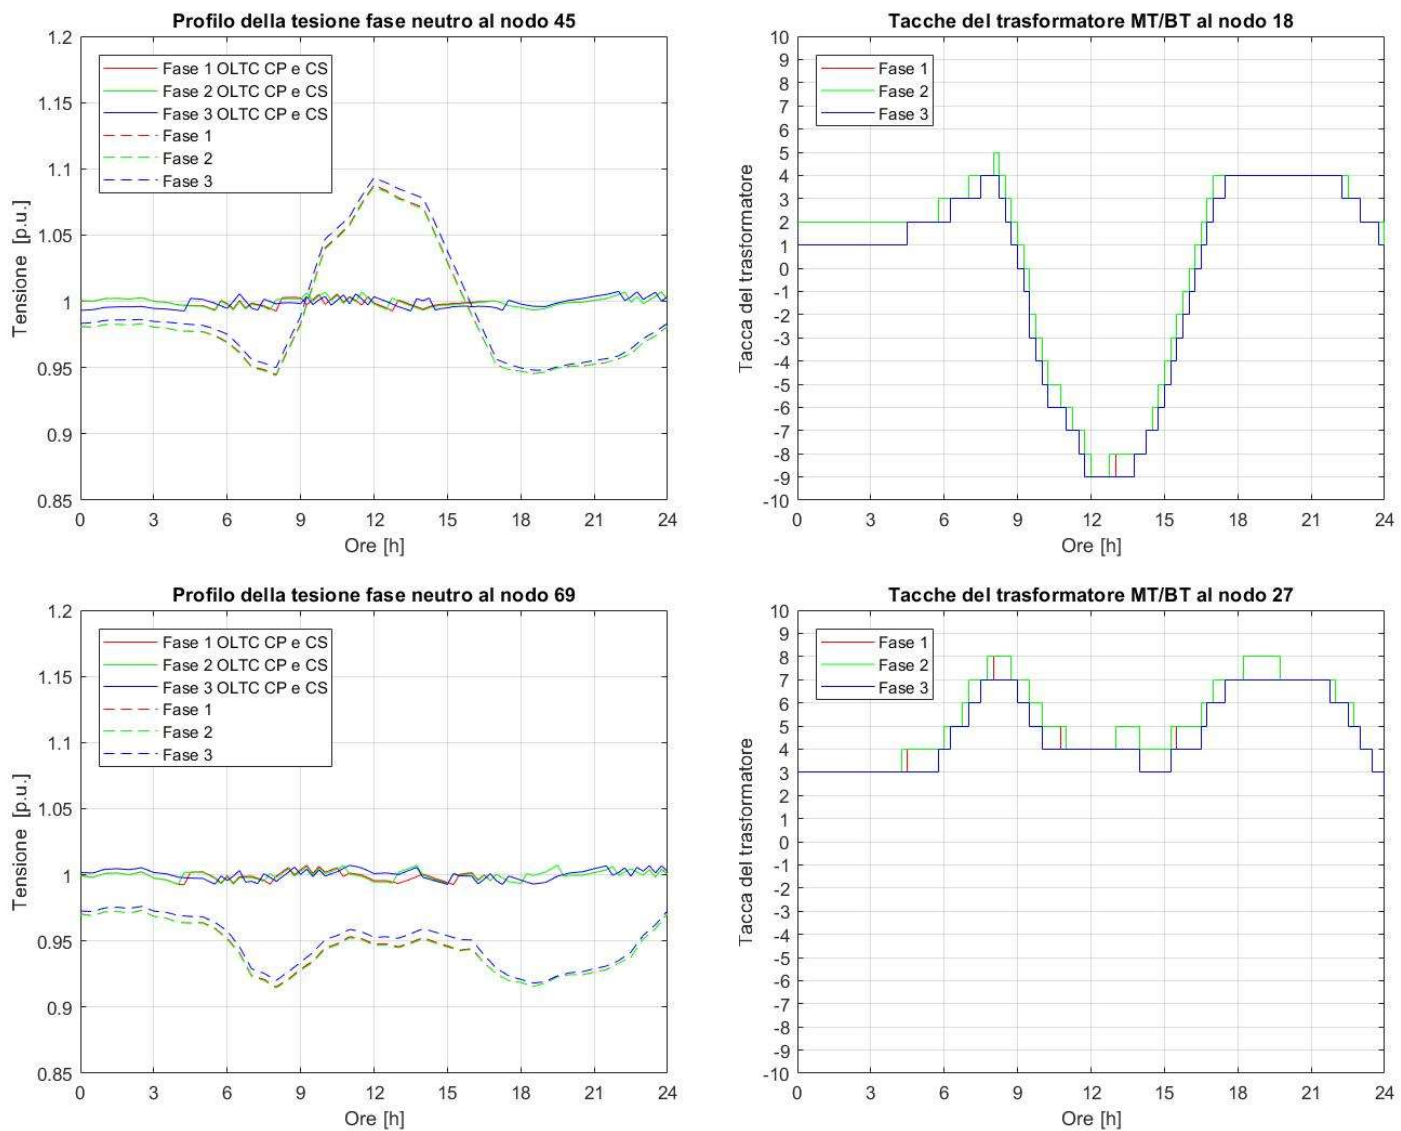 Profilo della tesione fase neutro al nodo 45
1.2
1.15
1.1
1.05
1
0.95
0.9
0.85
Tensione [p.u.]
Fase 1 OLTC CP e CS
Fase 2 OLTC CP e CS
Fase 3 OLTC CP e CS
Fase 1
Fase 2
Fase 3
0 3 6 9 12 15 18 21 24
Ore [h]
Tacche del trasformatore MT/BT al nodo 18
10
9
8
7
6
5
4
3
2
1
0
-1
-2
-3
-4
-5
-6
-7
-8
-9
-10
Tacca del trasformatore
Fase 1
Fase 2
Fase 3
0 3 6 9 12 15 18 21 24
Ore [h]
Profilo della tesione fase neutro al nodo 69
1.2
1.15
1.1
1.05
1
0.95
0.9
0.85
Tensione [p.u.]
Fase 1 OLTC CP e CS
Fase 2 OLTC CP e CS
Fase 3 OLTC CP e CS
Fase 1
Fase 2
Fase 3
0 3 6 9 12 15 18 21 24
Ore [h]
Tacche del trasformatore MT/BT al nodo 27
10
9
8
7
6
5
4
3
2
1
0
-1
-2
-3
-4
-5
-6
-7
-8
-9
-10
Tacca del trasformatore
Fase 1
Fase 2
Fase 3
0 3 6 9 12 15 18 21 24
Ore [h]